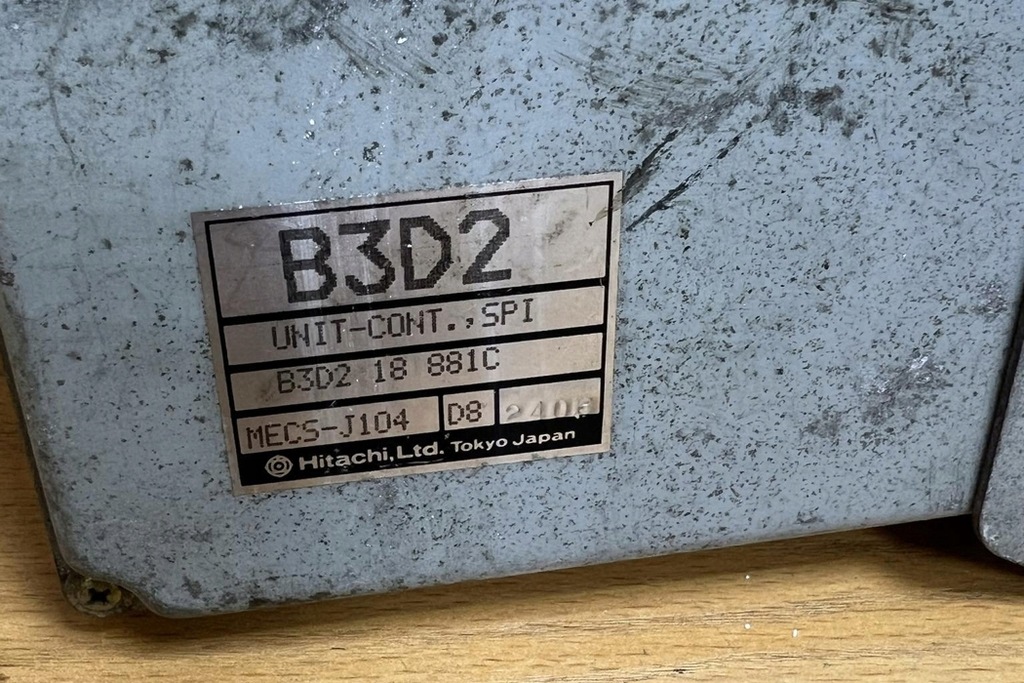 B3D2
UNIT-CONT.,SPI
B3D2 18 881C
MECS-J104 D8
Hitachi, Ltd. Tokyo Japan